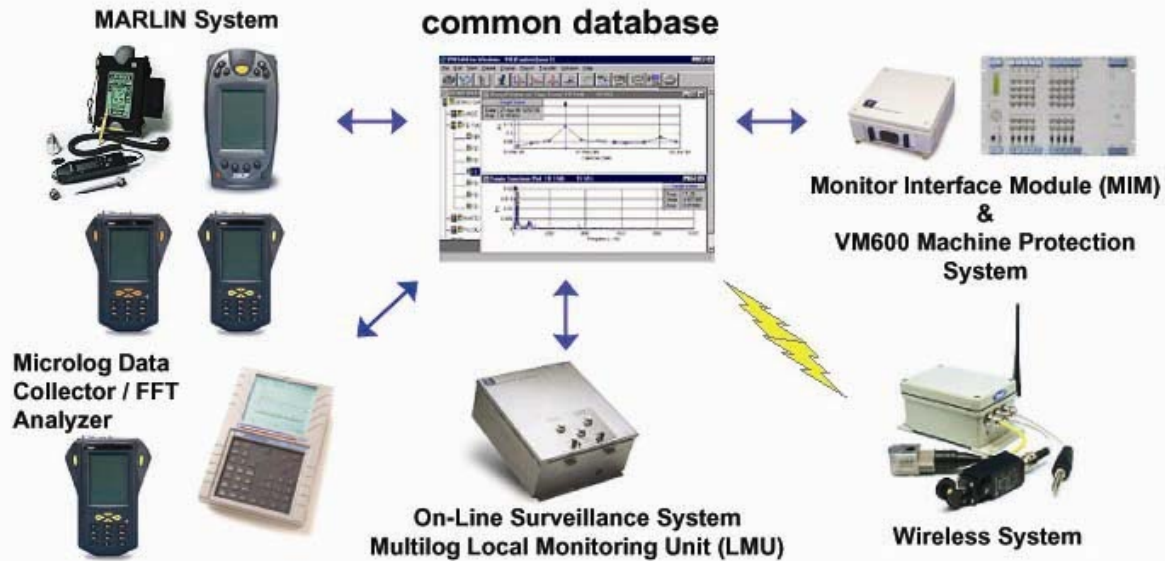 MARLIN System
common database
Monitor Interface Module (MIM)
&
VM600 Machine Protection
System
Microlog Data
Collector / FFT
Analyzer
On-Line Surveillance System
Multilog Local Monitoring Unit (LMU)
Wireless System